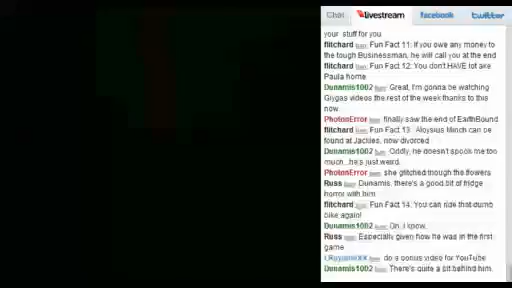 Chat livestream facebook twitter
your stuff for you
flitchard Fun Fact 11: If you owe any money to
the tough Businessman, he will call you at the end
flitchard Fun Fact 12: You don't HAVE lot ake
Paula home
Dunamis1002 Great, I'm gonna be watching
Giygas videos the rest of the week thanks to this
now.
PhotonError finally saw the end of EarthBound
flitchard Fun Fact 13: Aloysius Minch can be
found at Jackies, now divorced
Dunamis1002 Oddly, he doesn't spook me too
much...he's just weird.
PhotonError she glitched though the flowers
Russ Dunamis, there's a good bit of fridge
horror with him
flitchard Fun Fact 14: You can ride that dumb
bike again!
Dunamis1002 Oh, I know.
Russ Especially given how he was in the first
game
do a bonus video for YouTube
Dunamis1002 There's quite a bit behind him.